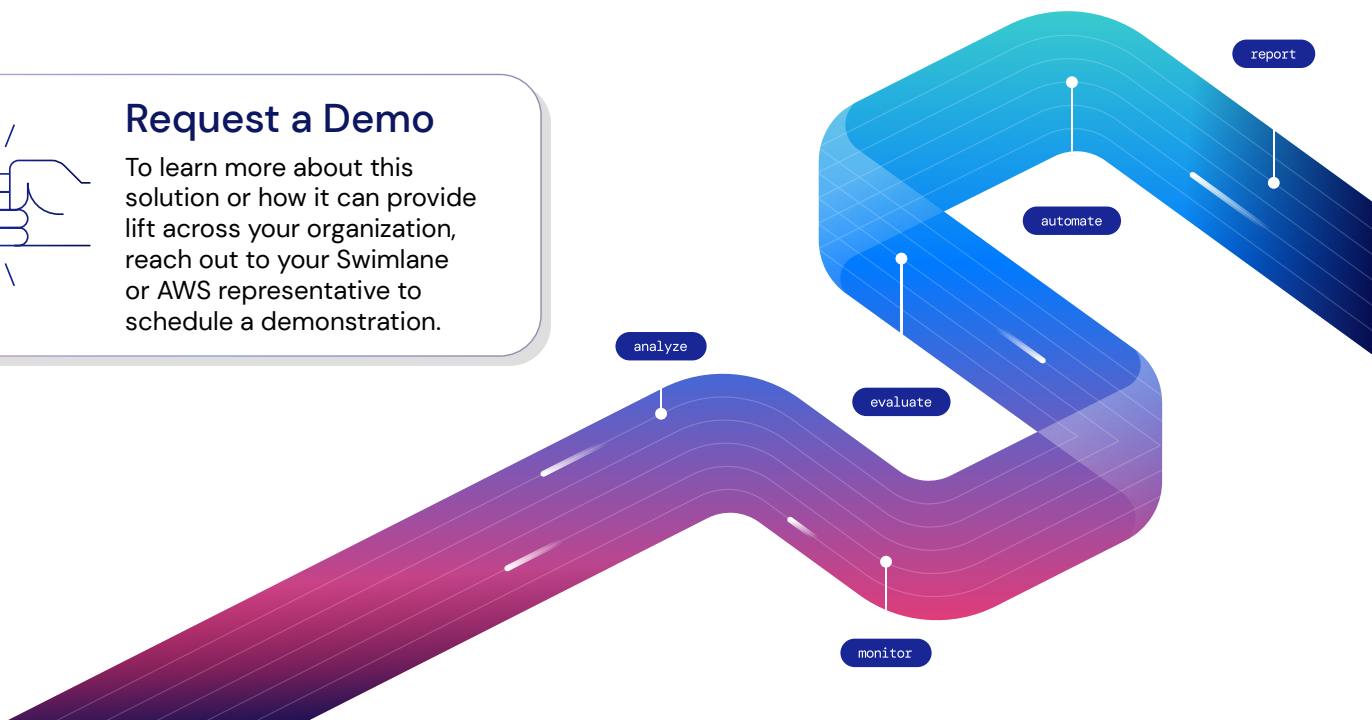 Request a Demo
To learn more about this
solution or how it can provide
lift across your organization,
reach out to your Swimlane
or AWS representative to
schedule a demonstration.
report
automate
analyze
evaluate
monitor